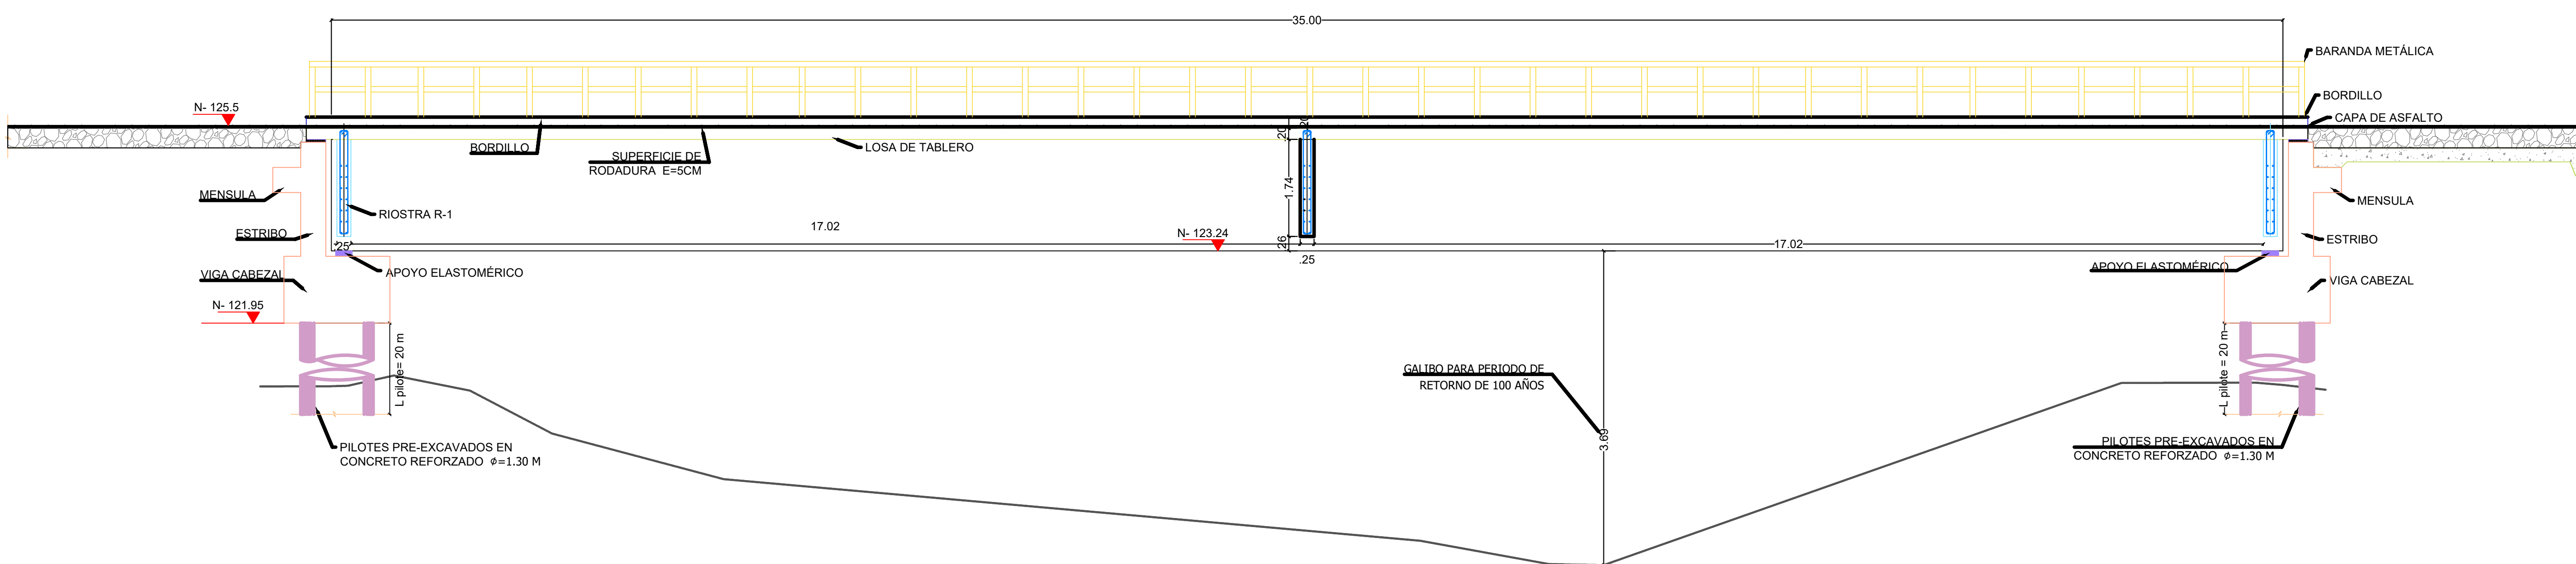 35.00
BARANDA METÁLICA
BORDILLO
CAPA DE ASFALTO
N- 125.5
.20
.20
BORDILLO
SUPERFICIE DE
RODADURA E=5CM
LOSA DE TABLERO
MENSULA
RIOSTRA R-1
1.74
MENSULA
ESTRIBO
17.02
N- 123.24
.25
.26
17.02
ESTRIBO
.25
VIGA CABEZAL
APOYO ELASTOMÉRICO
APOYO ELASTOMÉRICO
VIGA CABEZAL
N- 121.95
L pilote= 20 m
L pilote = 20 m
GALIBO PARA PERIODO DE
RETORNO DE 100 AÑOS
3.69
PILOTES PRE-EXCAVADOS EN
CONCRETO REFORZADO ø=1.30 M
PILOTES PRE-EXCAVADOS EN
CONCRETO REFORZADO ø=1.30 M